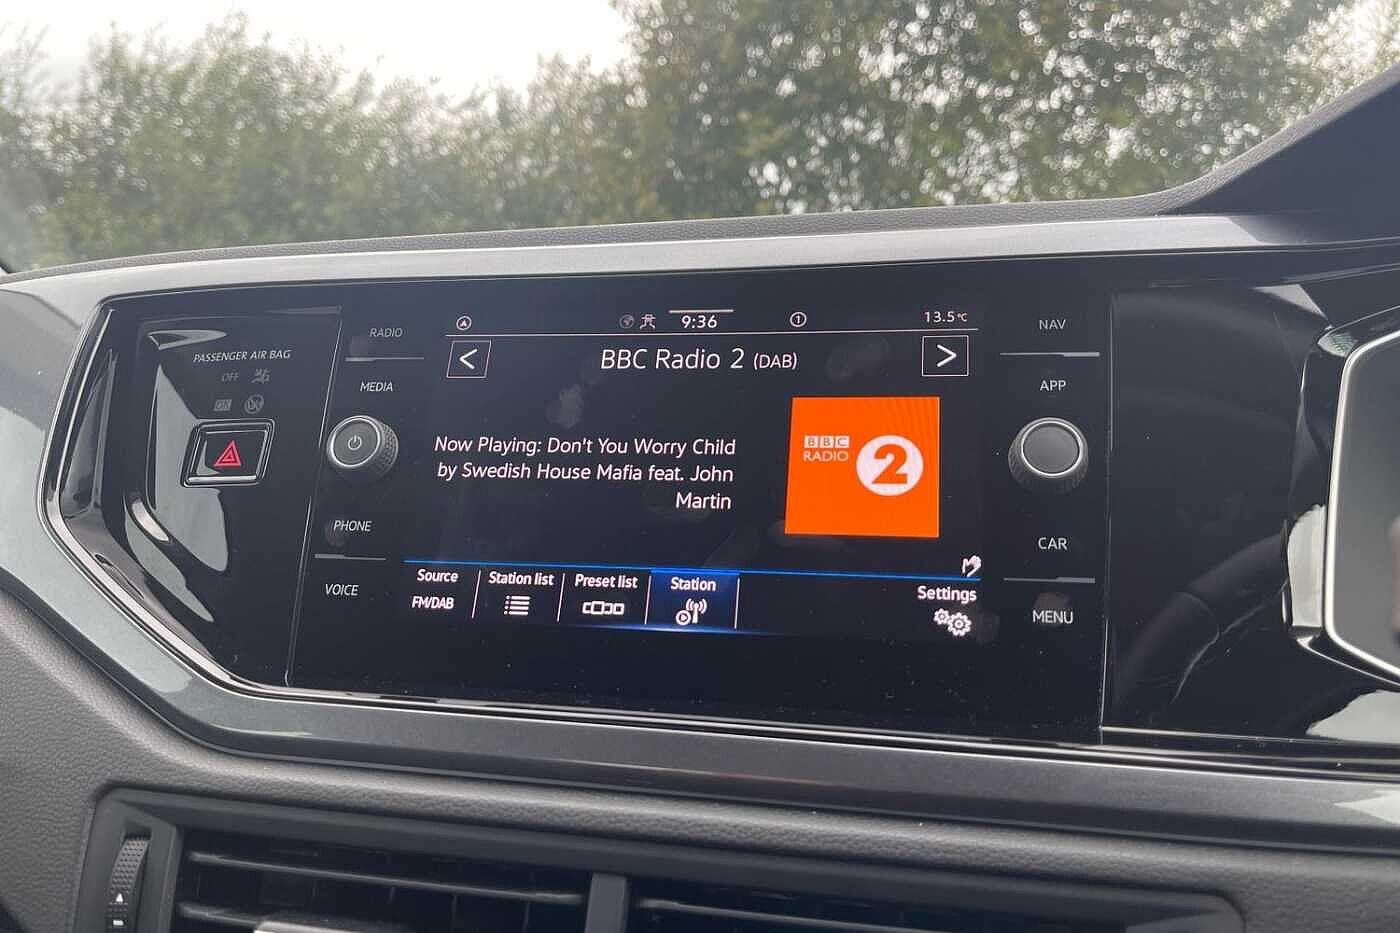 PASSENGER AIR BAG
OFF
ON
RADIO
MEDIA
PHONE
VOICE
9:36
1
13.5°C
<
BBC Radio 2 (DAB)
>
Now Playing: Don't You Worry Child
by Swedish House Mafia feat. John
Martin
BBC
RADIO
2
Source
FM/DAB
Station list
Preset list
Station
Settings
NAV
APP
CAR
MENU